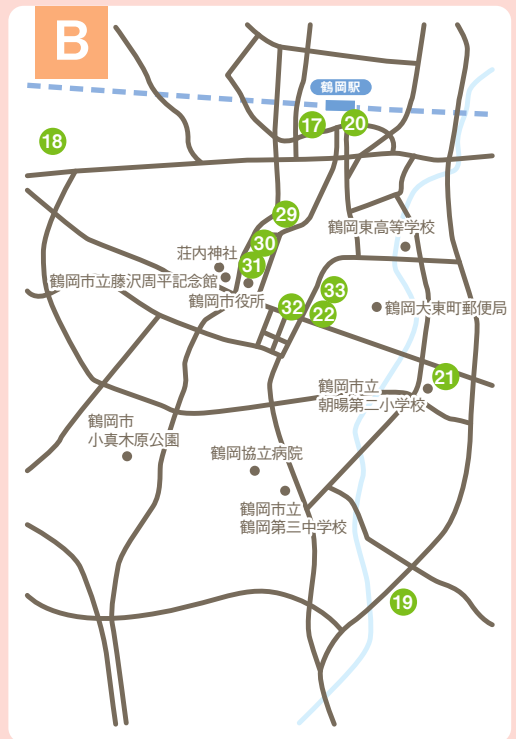 B
鶴岡駅
17
20
18
29
鶴岡東高等学校
30
荘内神社
31
鶴岡市立藤沢周平記念館
33
鶴岡市役所
32
22
鶴岡大東町郵便局
21
鶴岡市立
朝暘第二小学校
鶴岡市
小真木原公園
鶴岡協立病院
鶴岡市立
鶴岡第三中学校
19